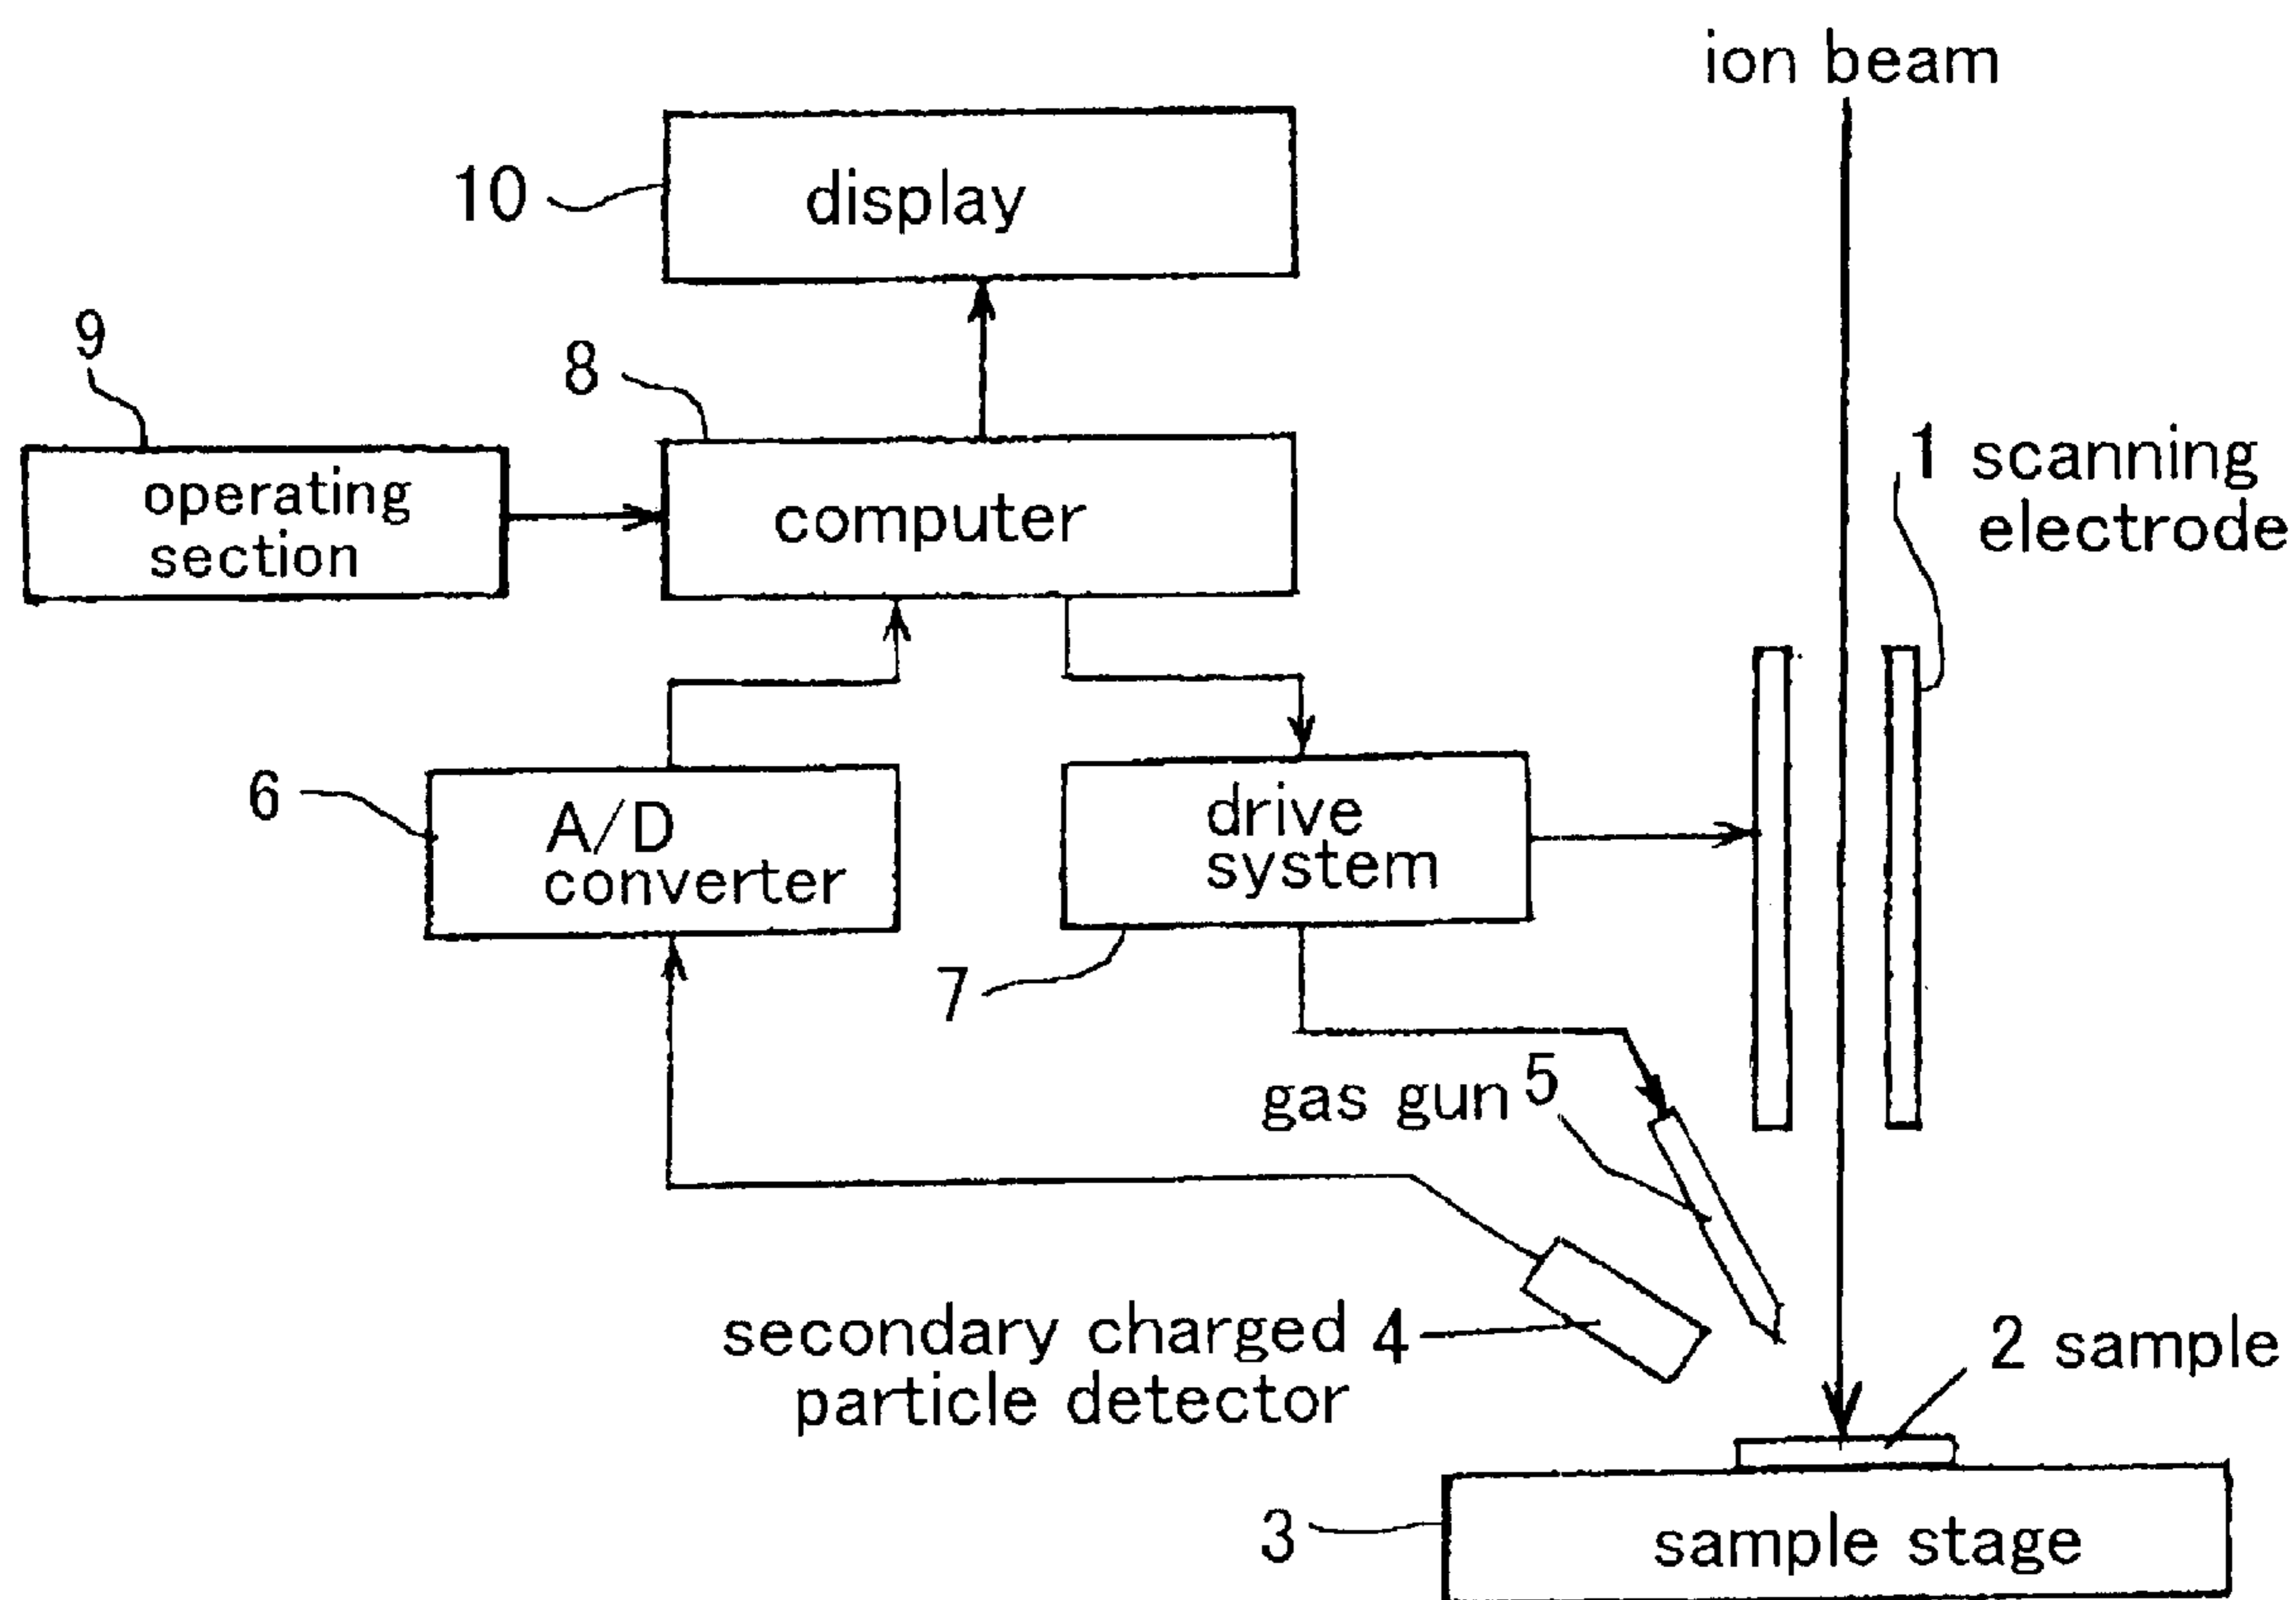 ion beam
10
display
9
8
operating
section
computer
1 scanning
electrode
6
A/D
converter
drive
system
7
gas gun 5
secondary charged 4
particle detector
2 sample
3
sample stage